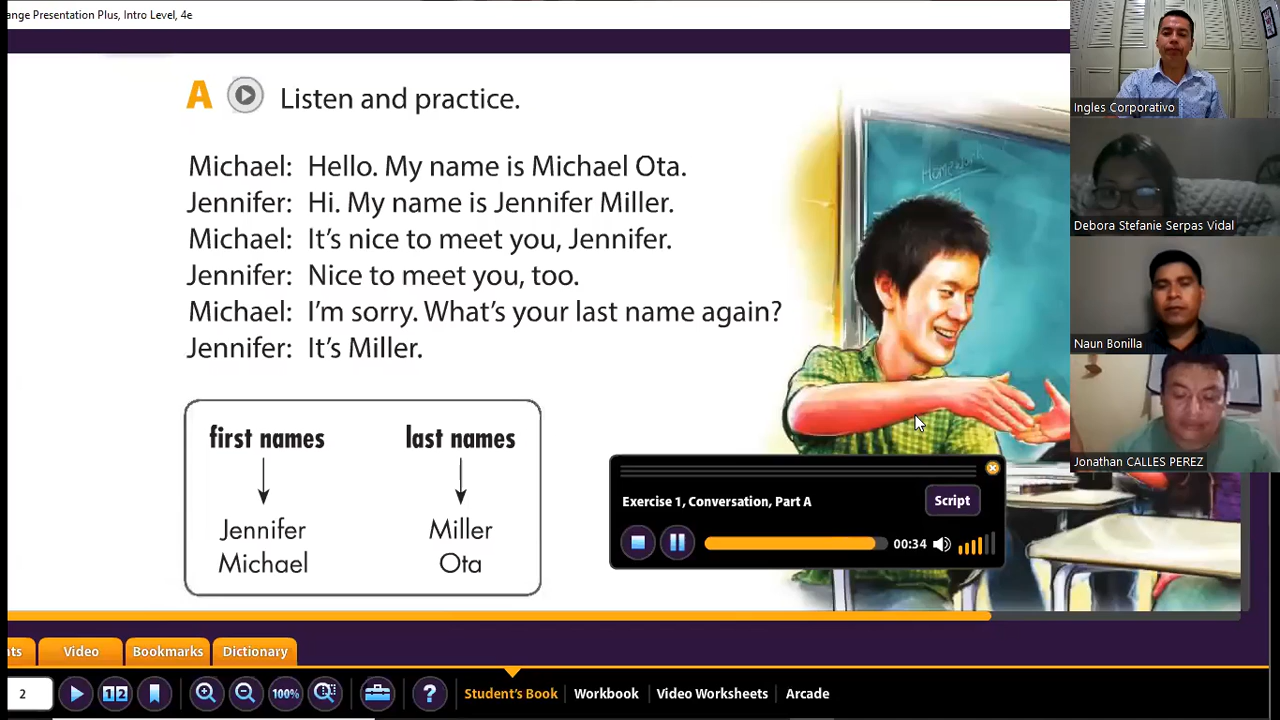 ange Presentation Plus, Intro Level, 4e
A Listen and practice.
Michael: Hello. My name is Michael Ota.
Jennifer: Hi. My name is Jennifer Miller.
Michael: It's nice to meet you, Jennifer.
Jennifer: Nice to meet you, too.
Michael: I'm sorry. What's your last name again?
Jennifer: It's Miller.
first names last names
Jennifer Miller
Michael Ota
Homework
Exercise 1, Conversation, Part A Script
00:34
Ingles Corporativo
Debora Stefanie Serpas Vidal
Naun Bonilla
Jonathan CALLES PEREZ
ts Video Bookmarks Dictionary
2 1 2 100% ? Student's Book Workbook Video Worksheets Arcade